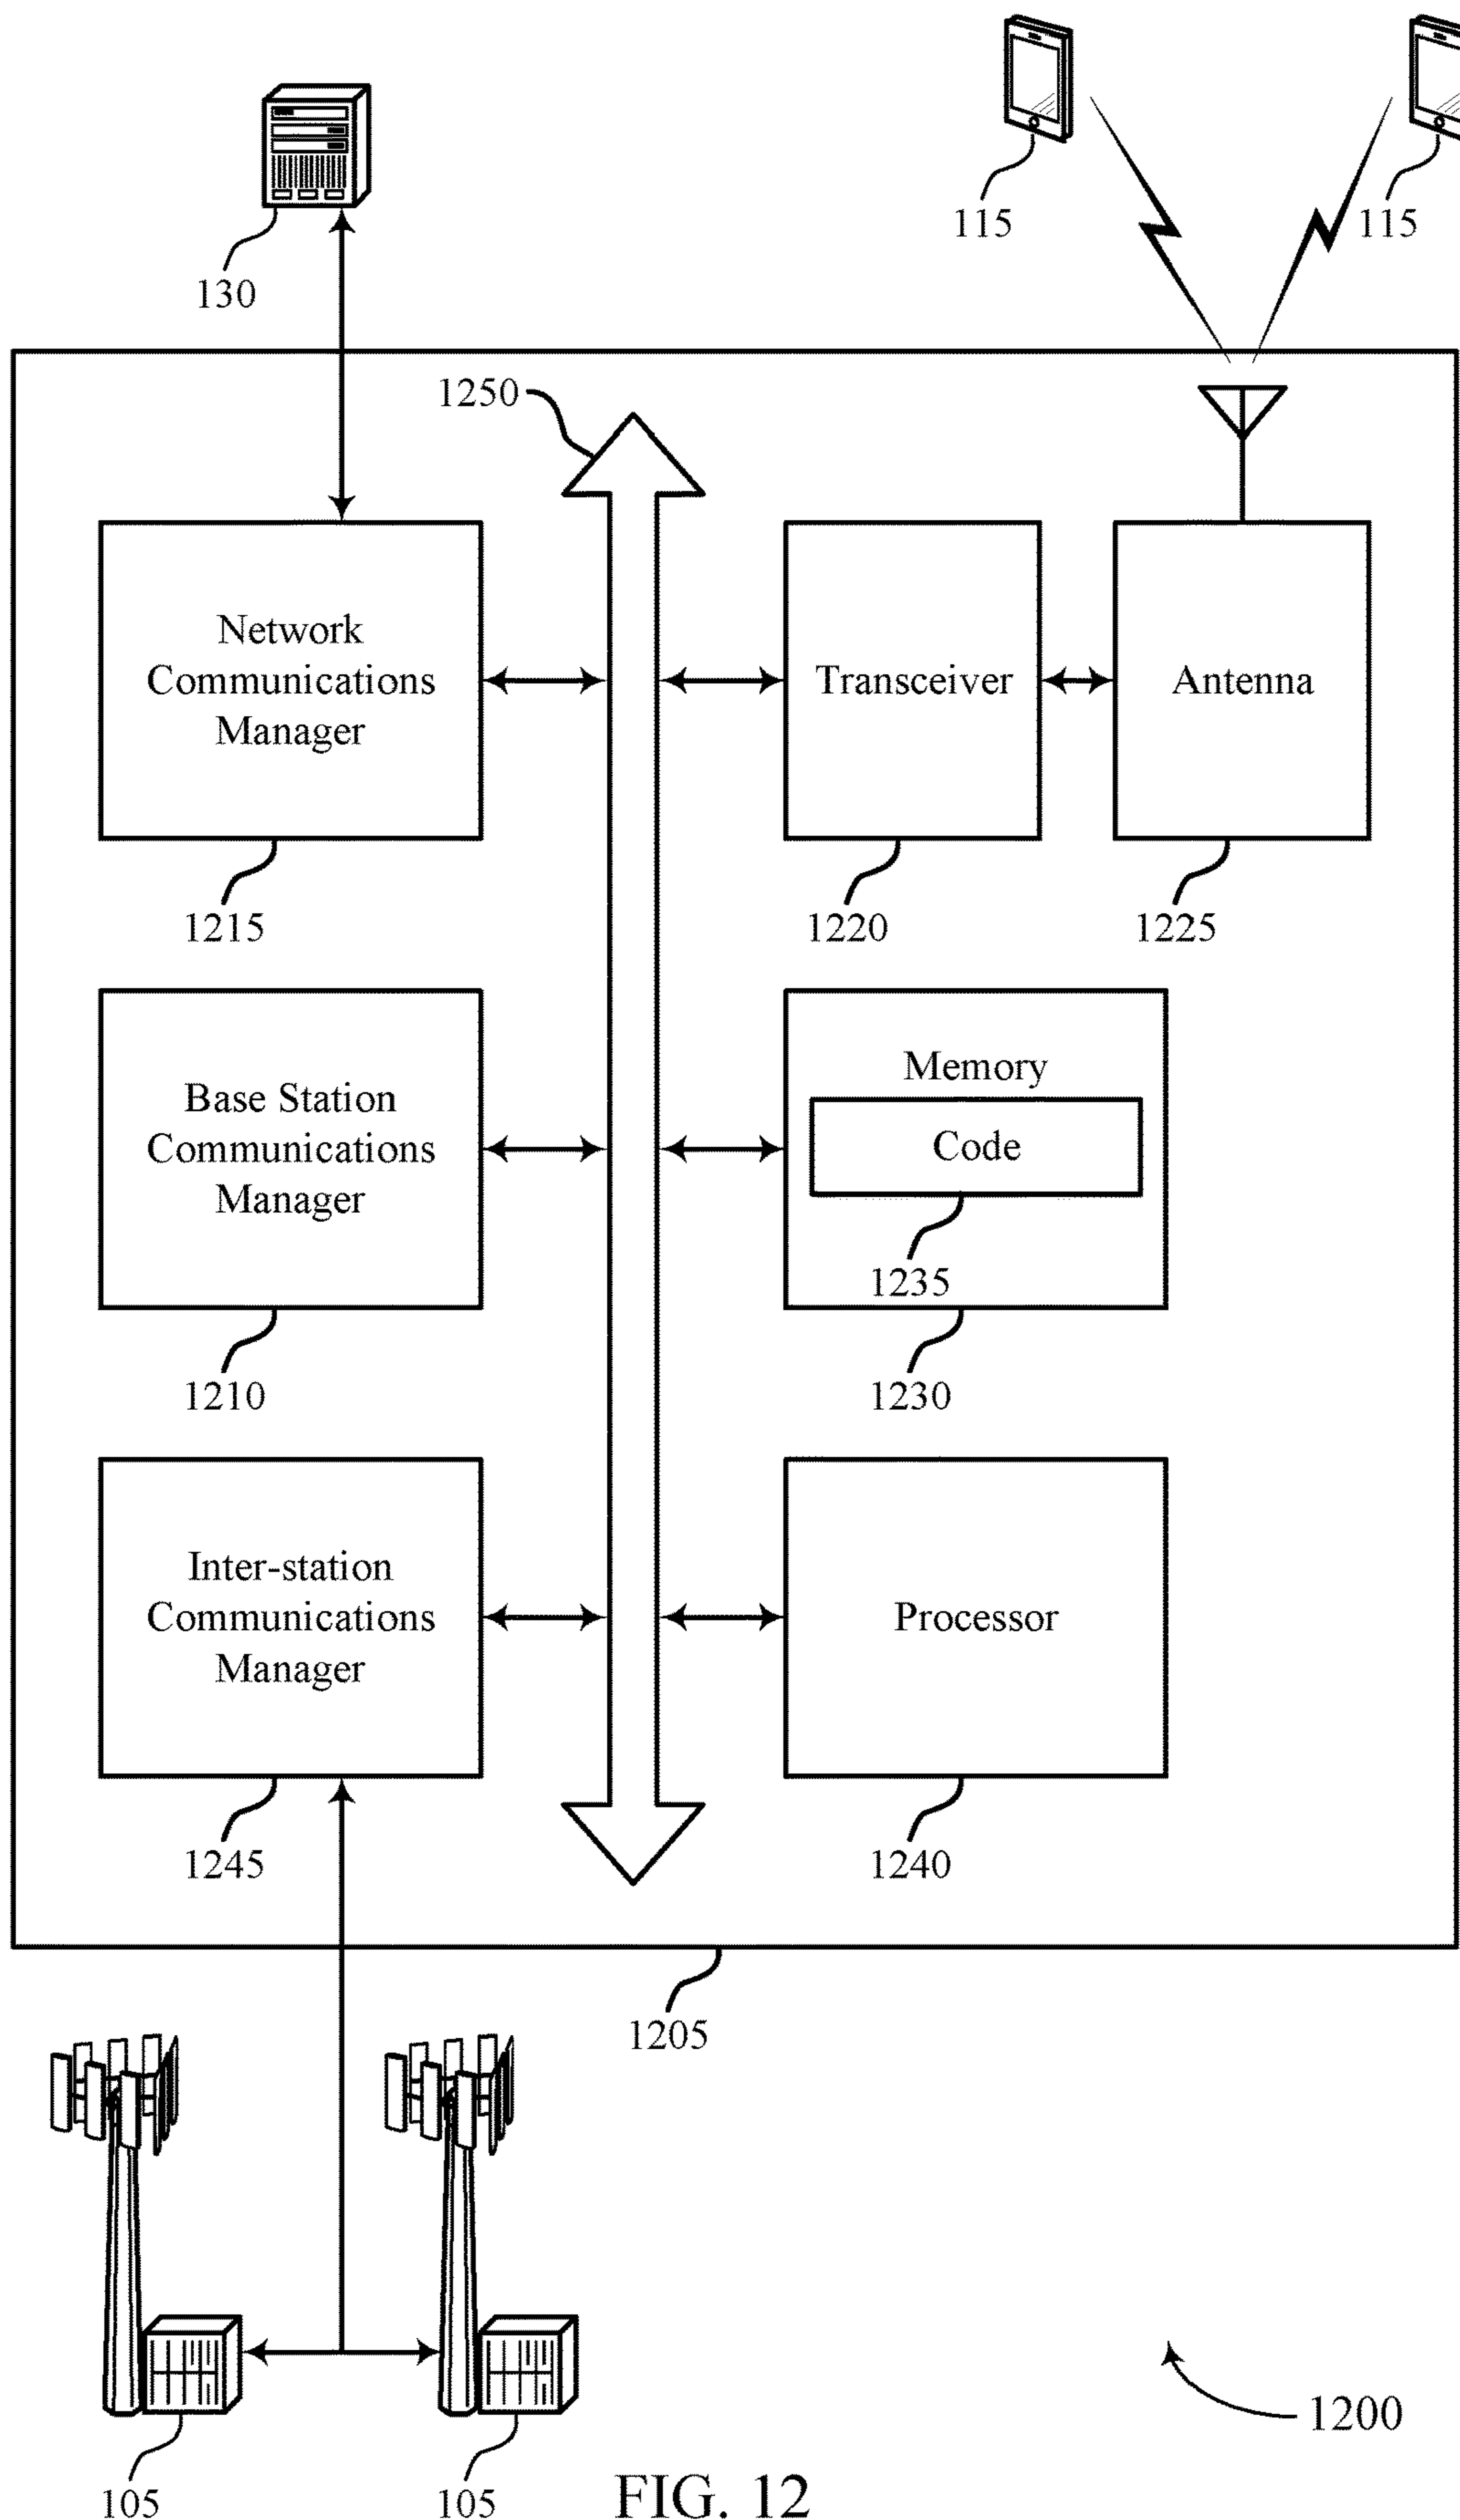 115
115
130
1250
Network
Communications
Manager
Transceiver
Antenna
1215
1220
1225
Base Station
Communications
Manager
Memory
Code
1235
1210
1230
Inter-station
Communications
Manager
Processor
1245
1240
1205
1200
105
105
FIG. 12